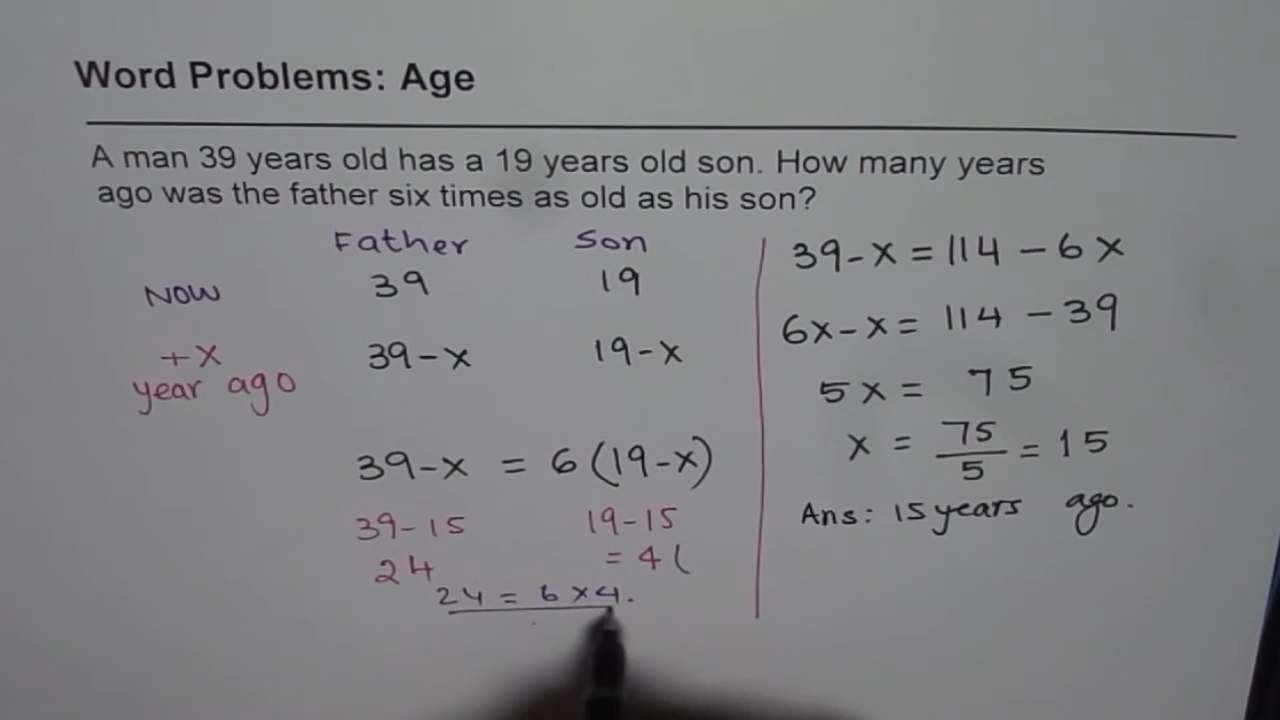 Word Problems: Age
A man 39 years old has a 19 years old son. How many years
ago was the father six times as old as his son?
Father Son
NOW 39 19
+x 39-x 19-x
year ago
39-x = 6(19-x)
39-15 19-15
24 = 4(
24 = 6×4.
39-x = 114 - 6x
6x-x = 114 - 39
5x = 75
x = 75/5 = 15
Ans: 15 years ago.